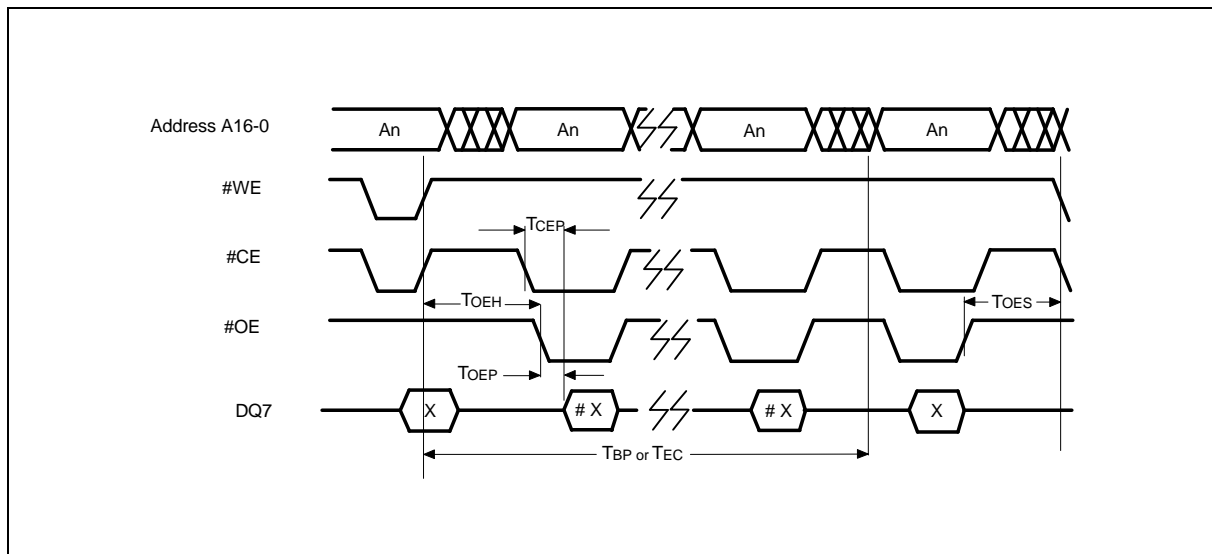 Address A16-0
An An An An
#WE
TCEP
#CE
TOEH TOES
#OE
TOEP
DQ7 X # X # X X
TBP or TEC